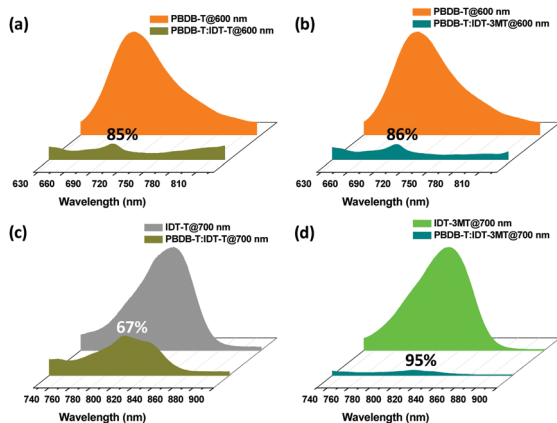 (a)
PBDB-T@600 nm
PBDB-T:IDT-T@600 nm
85%
630 660 690 720 750 780 810
Wavelength (nm)
(b)
PBDB-T@600 nm
PBDB-T:IDT-3MT@600 nm
86%
630 660 690 720 750 780 810
Wavelength (nm)
(c)
IDT-T@700 nm
PBDB-T:IDT-T@700 nm
67%
740 760 780 800 820 840 860 880 900
Wavelength (nm)
(d)
IDT-3MT@700 nm
PBDB-T:IDT-3MT@700 nm
95%
740 760 780 800 820 840 860 880 900
Wavelength (nm)